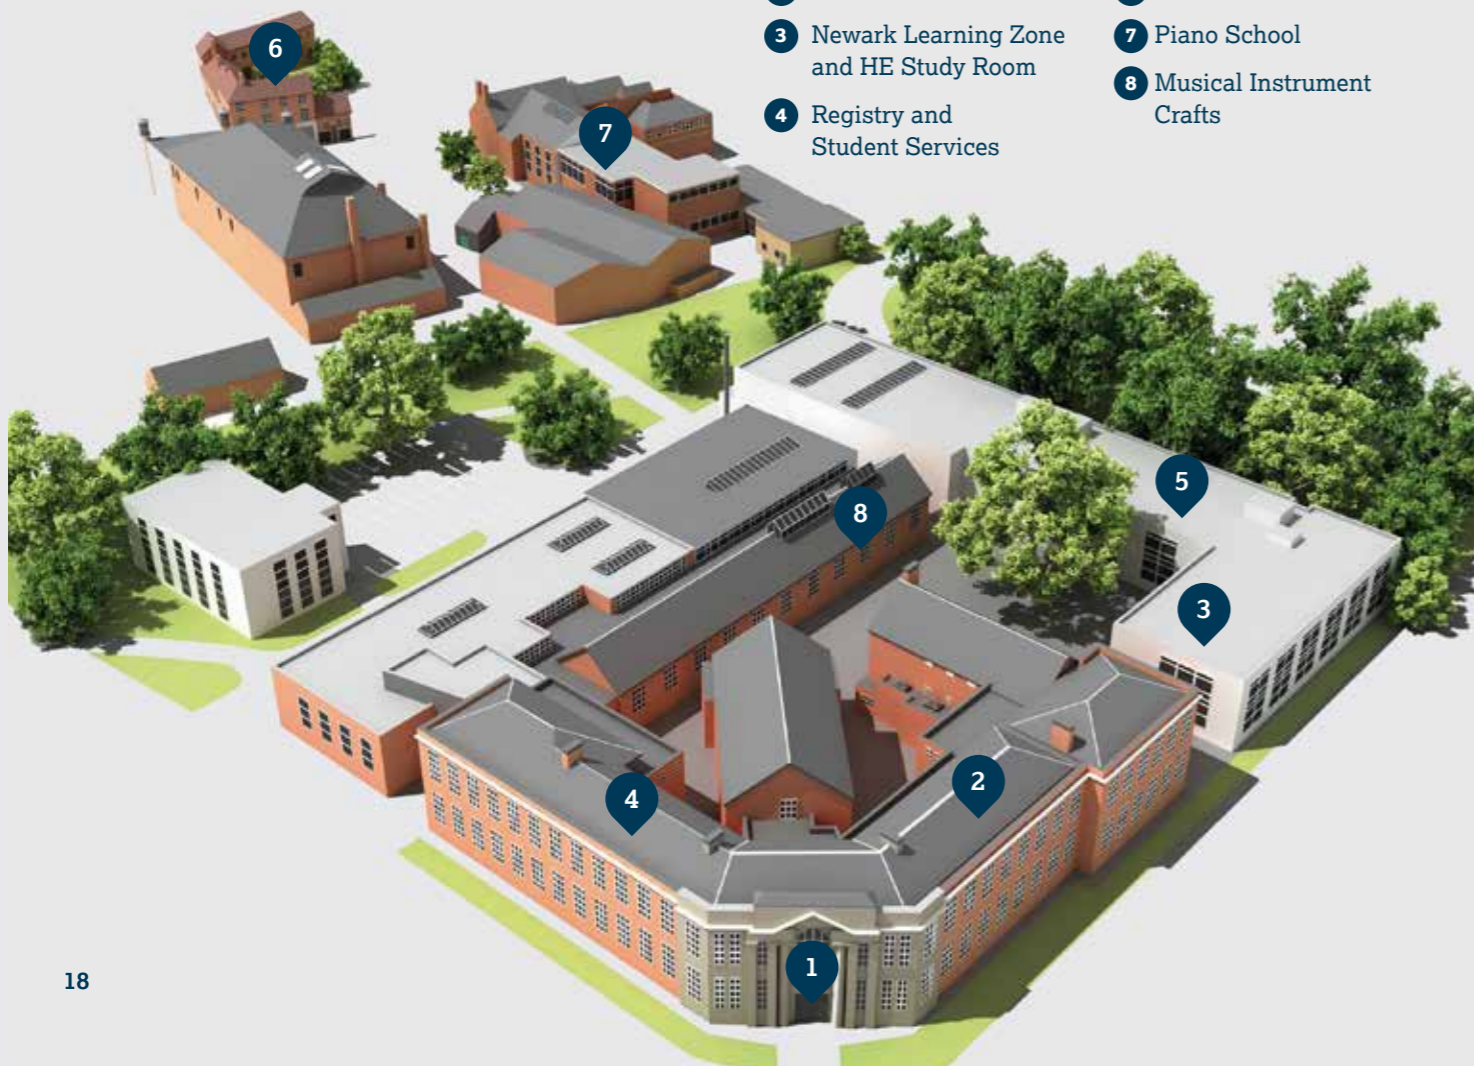 3 Newark Learning Zone
and HE Study Room
4 Registry and
Student Services
7 Piano School
8 Musical Instrument
Crafts
6
7
5
8
3
2
4
1
18